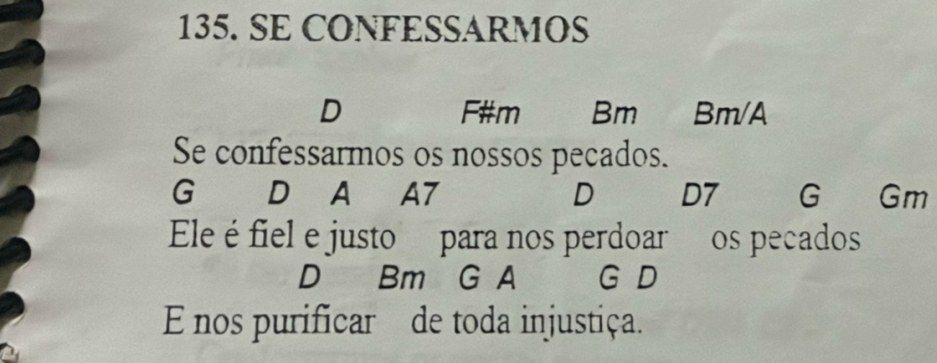 135. SE CONFESSARMOS
D F#m Bm Bm/A
Se confessarmos os nossos pecados.
G D A A7 D D7 G Gm
Ele é fiel e justo para nos perdoar os pecados
D Bm G A G D
E nos purificar de toda injustiça.